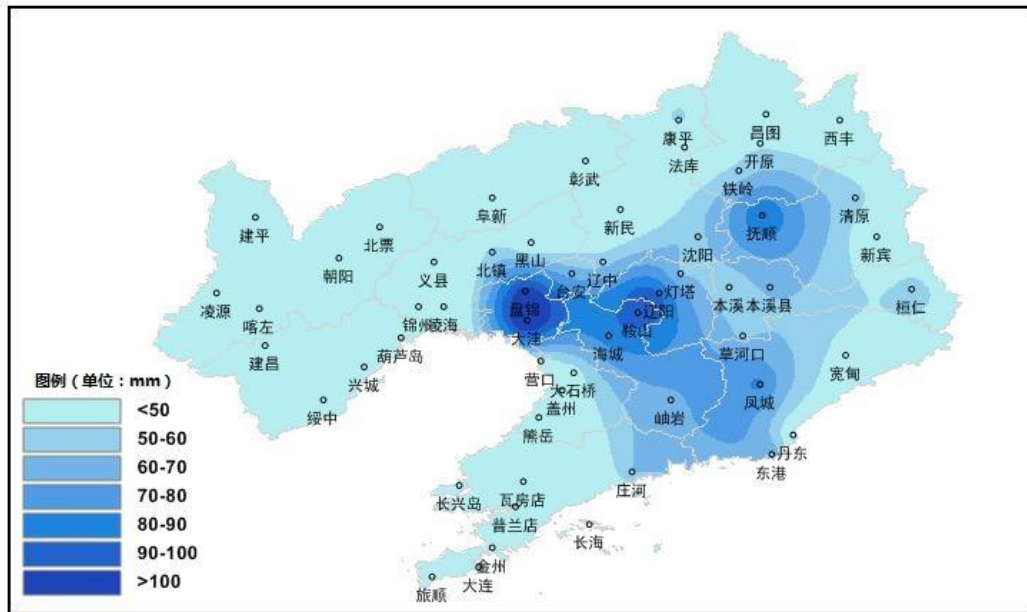 康平
昌图
西丰
法库
开原
彰武
铁岭
阜新
清原
新民
抚顺
建平
北票
沈阳
新宾
黑山
北镇
朝阳
义县
辽中
台安
灯塔
本溪
本溪县
桓仁
凌源
喀左
锦州
凌海
盘锦
辽阳
大洼
鞍山
建昌
葫芦岛
海城
草河口
兴城
营口
宽甸
大石桥
盖州
凤城
绥中
岫岩
熊岳
丹东
东港
庄河
长兴岛
瓦房店
普兰店
长海
金州
大连
旅顺
图例(单位:mm)
<50
50-60
60-70
70-80
80-90
90-100
>100